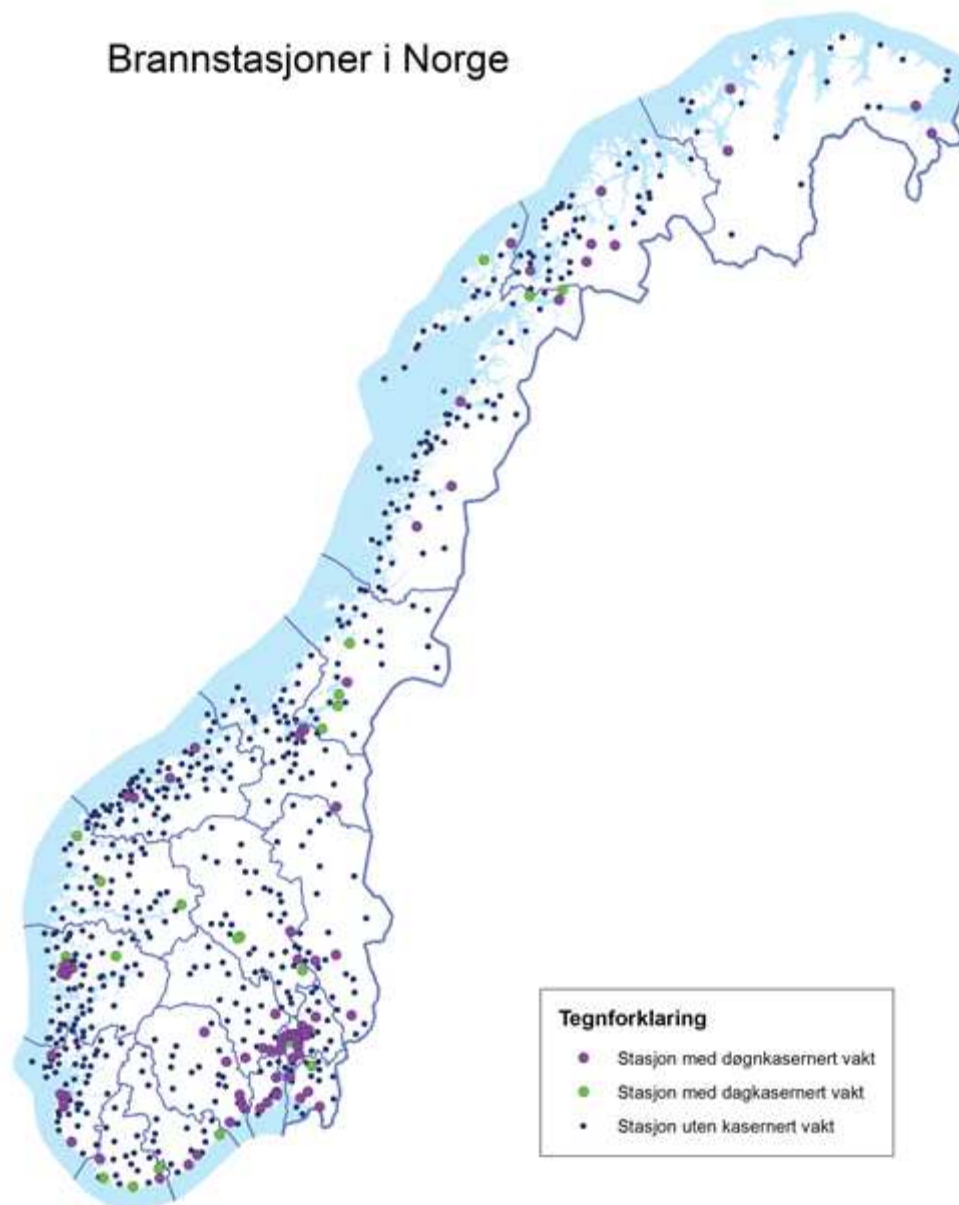 Brannstasjoner i Norge
Tegnforklaring
Stasjon med døgnkasernert vakt
Stasjon med dagkasernert vakt
Stasjon uten kasernert vakt